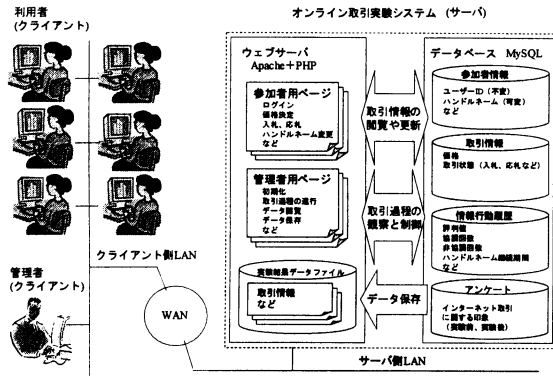 利用者
(クライアント)
オンライン取引実験システム (サーバ)
ウェブサーバ
Apache+PHP
参加者用ページ
ログイン
価格決定
入札、応札
ハンドルネーム変更
など
管理者用ページ
初期化
取引過程の進行
データ閲覧
データ保存
など
実験結果データファイル
取引情報
など
取引情報の
閲覧や更新
取引過程の
観察と制御
データ保存
データベース MySQL
参加者情報
ユーザーID (不変)
ハンドルネーム (可変)
など
取引情報
価格
取引状態 (入札、応札など)
情報行動履歴
評判値
協調回数
非協調回数
ハンドルネーム継続期間
など
アンケート
インターネット取引
に関する印象
(実験前、実験後)
クライアント側LAN
管理者
(クライアント)
WAN
サーバ側LAN